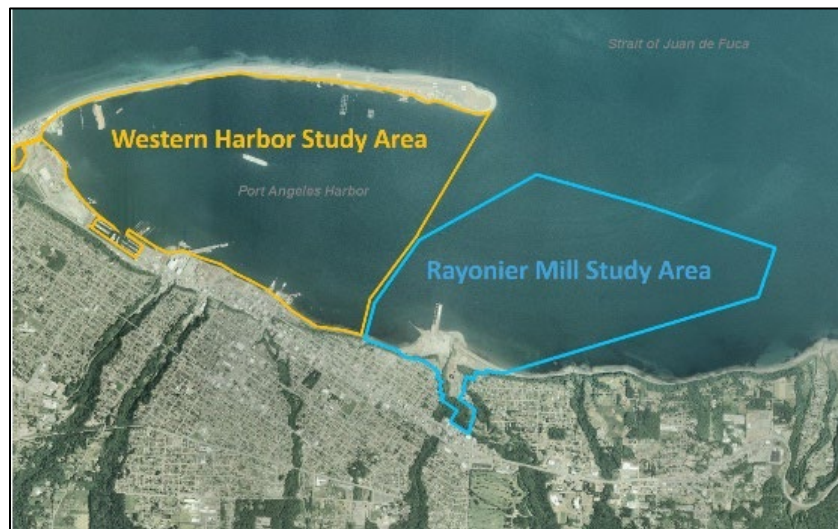 Strait of Juan de Fuca
Western Harbor Study Area
Port Angeles Harbor
Rayonier Mill Study Area